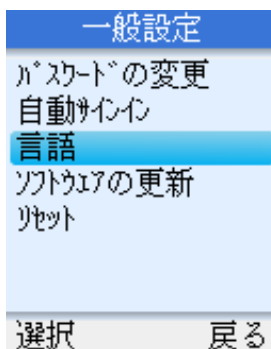 一般設定
ﾊﾟｽﾜｰﾄﾞの変更
自動ｻｲﾝｲﾝ
言語
ｿﾌﾄｳｪｱの更新
ﾘｾｯﾄ
選択 戻る